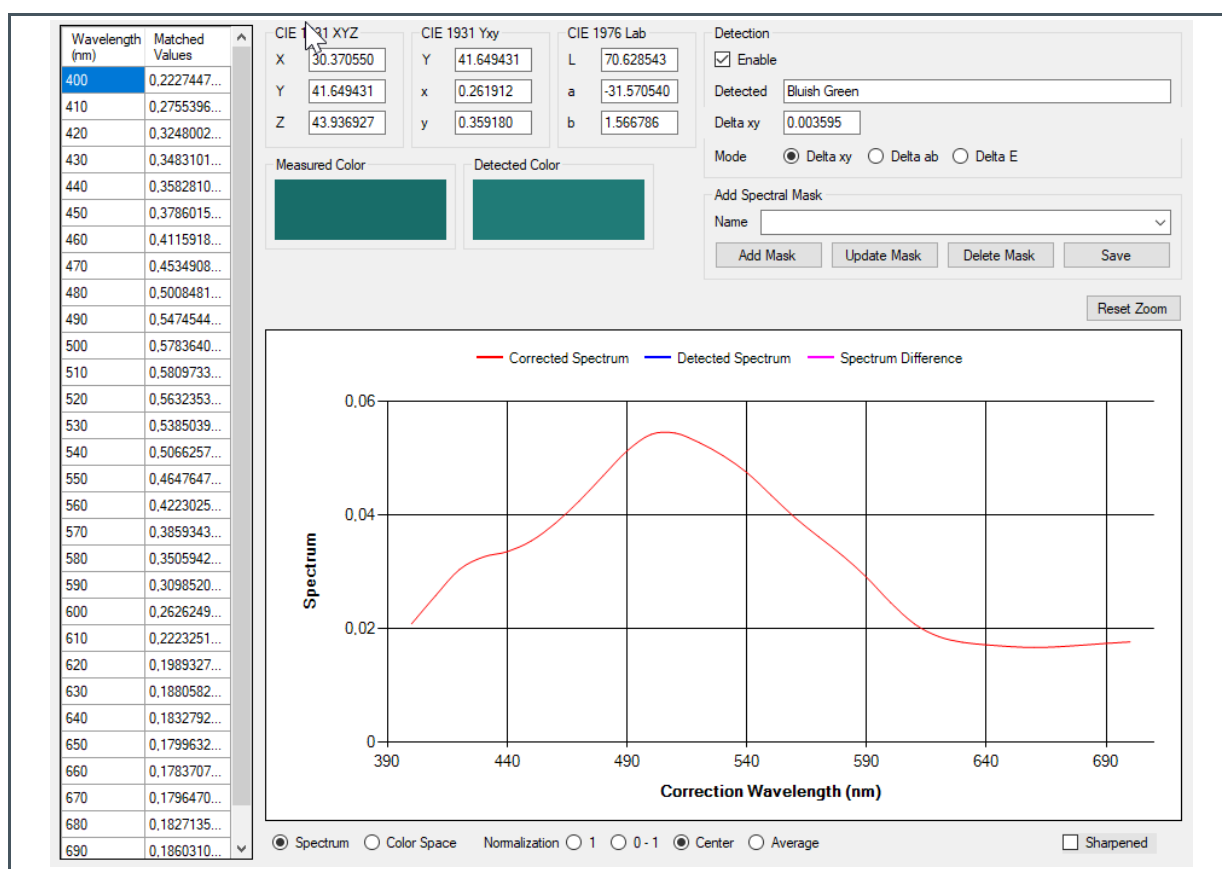 Wavelength (nm) Matched Values
400 0,2227447...
410 0,2755396...
420 0,3248002...
430 0,3483101...
440 0,3582810...
450 0,3786015...
460 0,4115918...
470 0,4534908...
480 0,5008481...
490 0,5474544...
500 0,5783640...
510 0,5809733...
520 0,5632353...
530 0,5385039...
540 0,5066257...
550 0,4647647...
560 0,4223025...
570 0,3859343...
580 0,3505942...
590 0,3098520...
600 0,2626249...
610 0,2223251...
620 0,1989327...
630 0,1880582...
640 0,1832792...
650 0,1799632...
660 0,1783707...
670 0,1796470...
680 0,1827135...
690 0,1860310...
CIE 1931 XYZ
X 30.370550
Y 41.649431
Z 43.936927
CIE 1931 Yxy
Y 41.649431
x 0.261912
y 0.359180
CIE 1976 Lab
L 70.628543
a -31.570540
b 1.566786
Detection
Enable
Detected Bluish Green
Delta xy 0.003595
Mode Delta xy Delta ab Delta E
Measured Color
Detected Color
Add Spectral Mask
Name
Add Mask Update Mask Delete Mask Save
Reset Zoom
Corrected Spectrum Detected Spectrum Spectrum Difference
0,06
0,04
0,02
0
Spectrum
390 440 490 540 590 640 690
Correction Wavelength (nm)
Spectrum Color Space Normalization 1 0 - 1 Center Average Sharpened